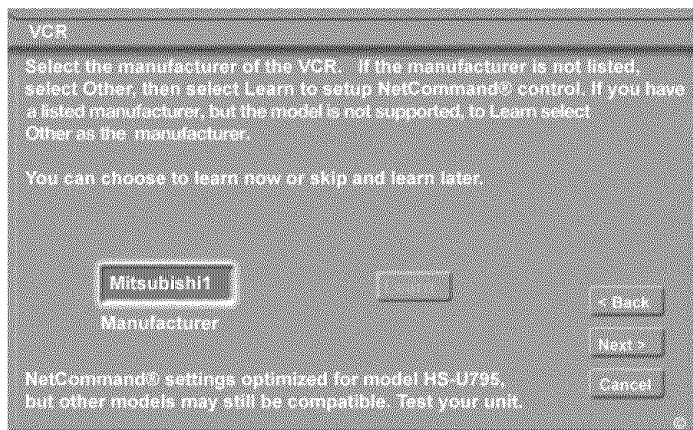 VCR
Select the manufacturer of the VCR. If the manufacturer is not listed,
select Other, then select Learn to setup NetCommand® control. If you have
a listed manufacturer, but the model is not supported, to Learn select
Other as the manufacturer.
You can choose to learn now or skip and learn later.
Mitsubishi1
Learn
Manufacturer
< Back
Next >
NetCommand® settings optimized for model HS-U795,
but other models may still be compatible. Test your unit.
Cancel
©